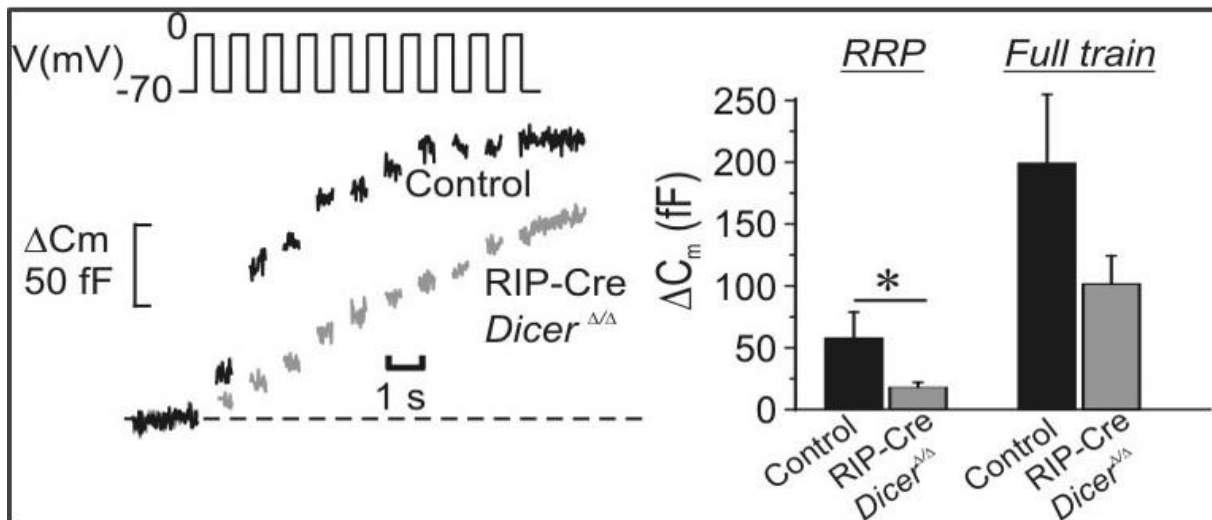 0
V(mV)
-70
Control
ΔCm
50 fF
RIP-Cre
Dicer Δ/Δ
1 s
RRP
Full train
ΔCm (fF)
250
200
150
100
50
0
*
Control
RIP-Cre
DicerΔ/Δ
Control
RIP-Cre
DicerΔ/Δ